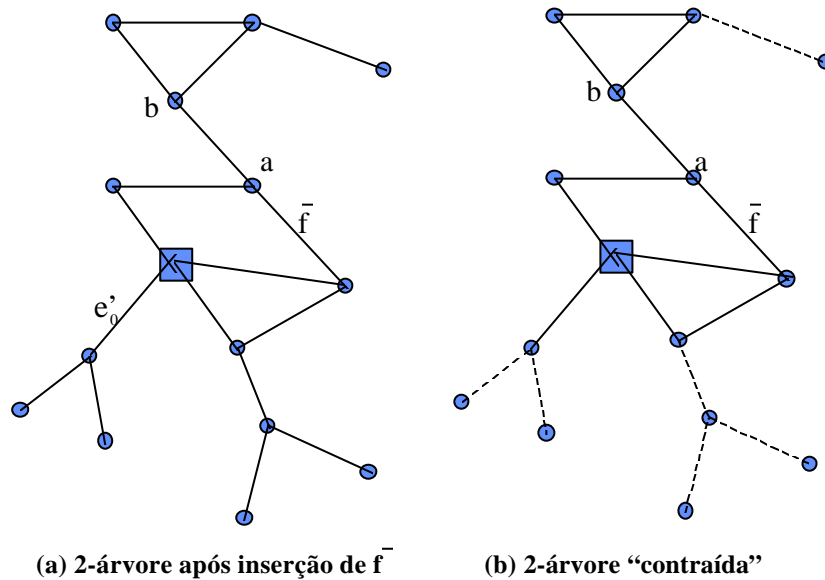 b
a
f̄
e'₀
b
a
f̄
(a) 2-árvore após inserção de f̄
(b) 2-árvore “contraída”